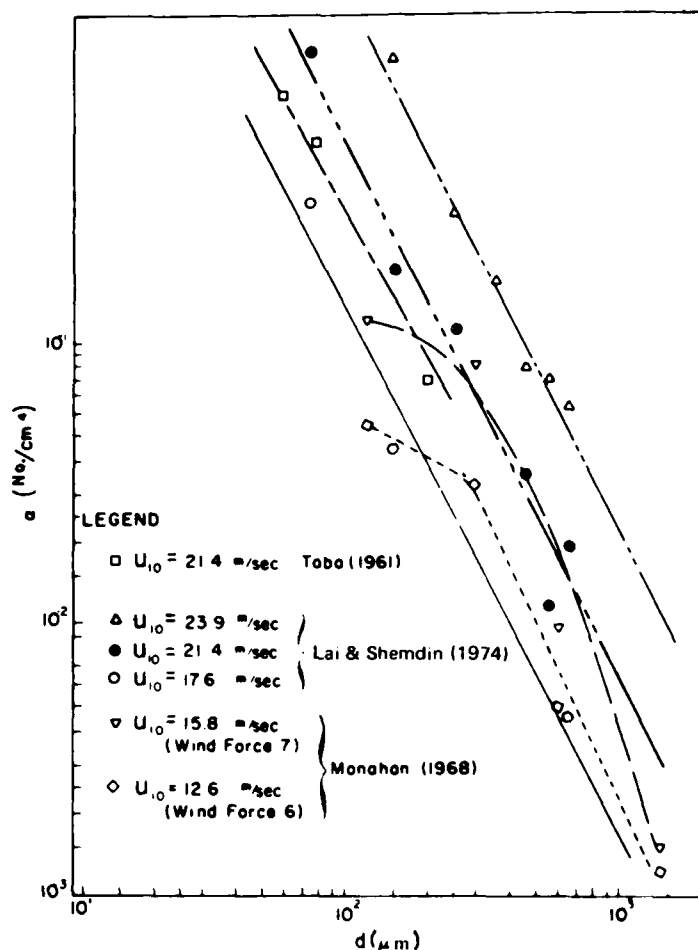 10¹
α (No./cm⁴)
10²
10³
LEGEND
□ U₁₀ = 21.4 m/sec Toba (1961)
△ U₁₀ = 23.9 m/sec
● U₁₀ = 21.4 m/sec
○ U₁₀ = 17.6 m/sec
Lai & Shemdin (1974)
▽ U₁₀ = 15.8 m/sec
(Wind Force 7)
◇ U₁₀ = 12.6 m/sec
(Wind Force 6)
Monahan (1968)
10¹ 10² 10³
d (μm)